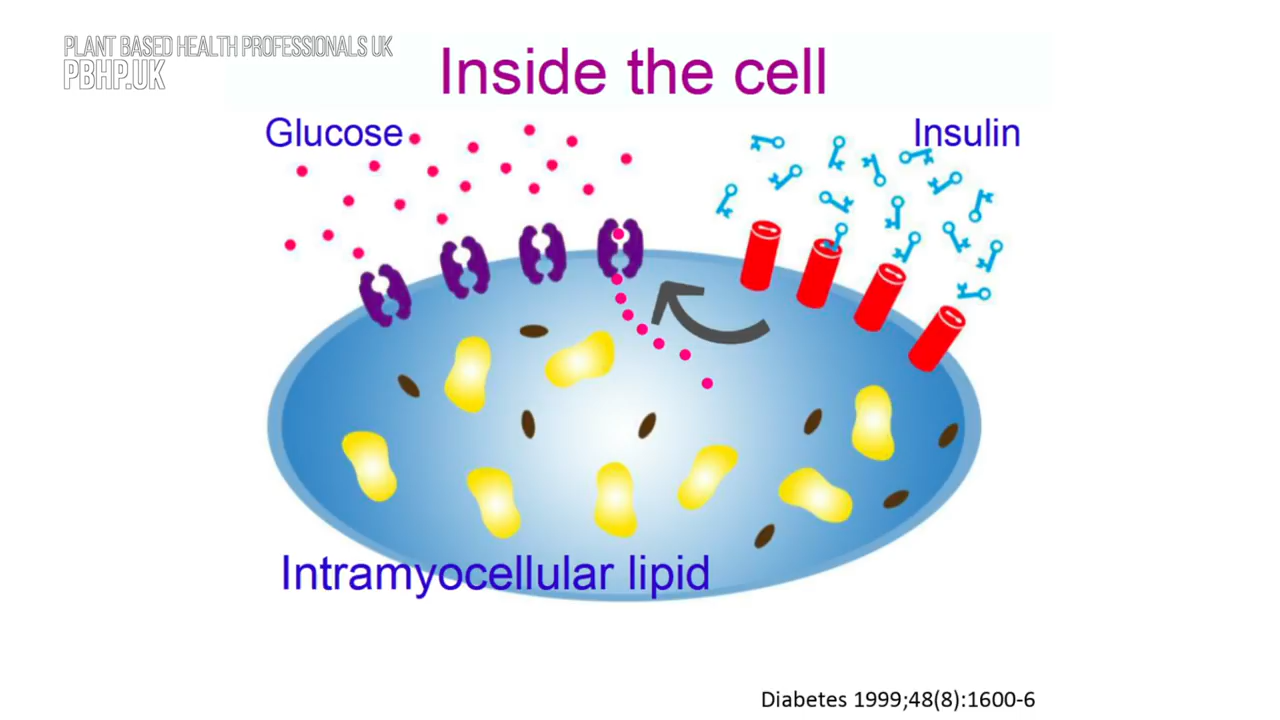 PLANT BASED HEALTH PROFESSIONALS UK
PBHP.UK
Inside the cell
Glucose
Insulin
Intramyocellular lipid
Diabetes 1999;48(8):1600-6